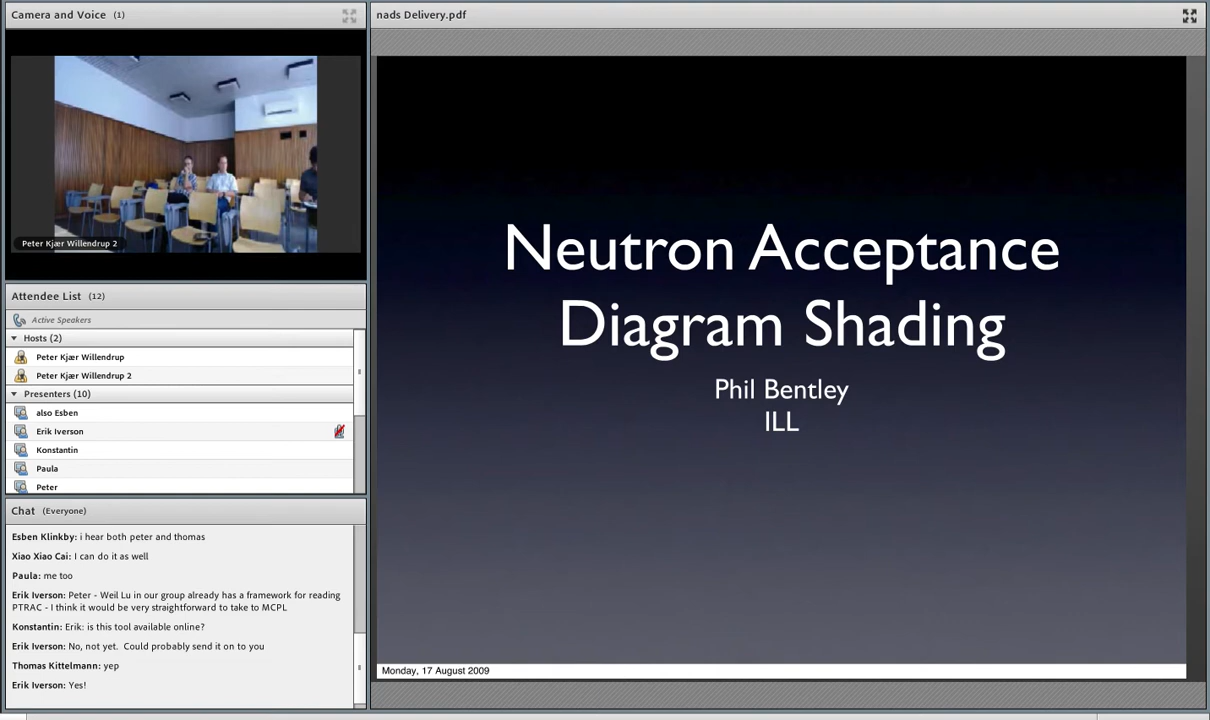 Camera and Voice (1)
Peter Kjær Willendrup 2
Attendee List (12)
Active Speakers
Hosts (2)
Peter Kjær Willendrup
Peter Kjær Willendrup 2
Presenters (10)
also Esben
Erik Iverson
Konstantin
Paula
Peter
Chat (Everyone)
Esben Klinkby: i hear both peter and thomas
Xiao Xiao Cai: I can do it as well
Paula: me too
Erik Iverson: Peter - Weil Lu in our group already has a framework for reading
PTRAC - I think it would be very straightforward to take to MCPL
Konstantin: Erik: is this tool available online?
Erik Iverson: No, not yet.  Could probably send it on to you
Thomas Kittelmann: yep
Erik Iverson: Yes!
nads Delivery.pdf
Neutron Acceptance
Diagram Shading
Phil Bentley
ILL
Monday, 17 August 2009